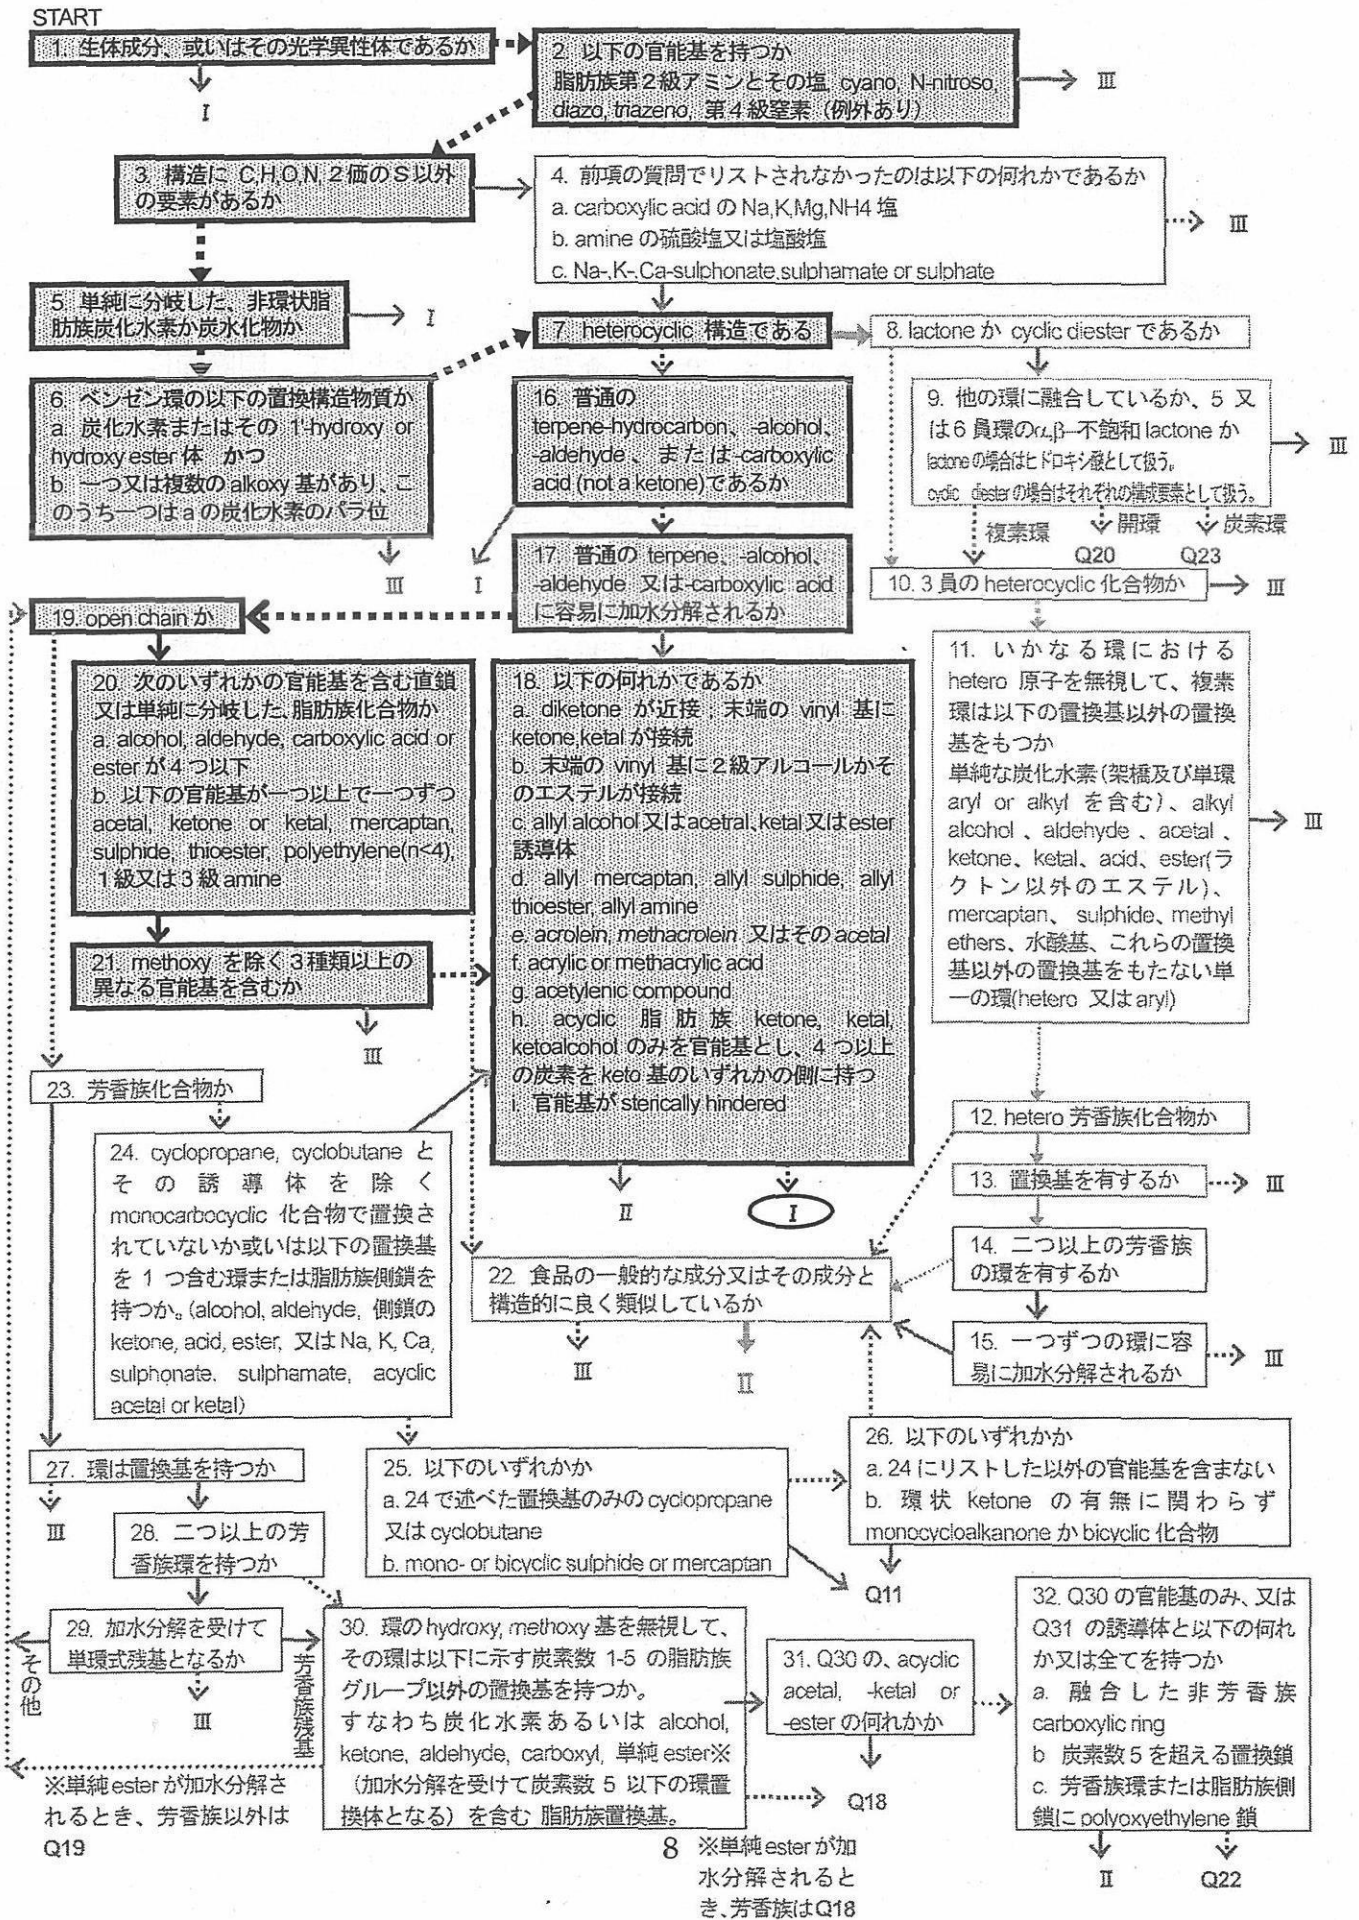 START
1. 生体成分、或いはその光学異性体であるか
I
2. 以下の官能基を持つか
脂肪族第2級アミンとその塩, cyano, N-nitroso,
diazo, triazeno, 第4級窒素（例外あり）
III
3. 構造に C,H,O,N, 2価のS以外
の要素があるか
4. 前項の質問でリストされなかったのは以下の何れかであるか
a. carboxylic acid の Na,K,Mg,NH4 塩
b. amine の硫酸塩又は塩酸塩
c. Na-,K-,Ca-sulphonate,sulphamate or sulphate
III
5. 単純に分岐した、非環状脂
肪族炭化水素か炭水化物か
I
6. ベンゼン環の以下の置換構造物質か
a. 炭化水素またはその 1'-hydroxy or
hydroxy ester 体 かつ
b. 一つ又は複数の alkoxy 基があり、こ
のうち一つは a の炭化水素のパラ位
III
7. heterocyclic 構造である
8. lactone か cyclic diester であるか
9. 他の環に融合しているか、5 又
は6 員環のα,β-不飽和 lactone か
lactone の場合はヒドロキシ酸として扱う。
cyclic diester の場合はそれぞれの構成要素として扱う。
III
複素環
開環
炭素環
Q20
Q23
10. 3 員の heterocyclic 化合物か
III
11. いかなる環における
hetero 原子を無視して、複素
環は以下の置換基以外の置換
基をもつか
単純な炭化水素(架橋及び単環
aryl or alkyl を含む)、alkyl
alcohol 、aldehyde 、acetal 、
ketone、ketal、acid、ester(ラ
クトン以外のエステル)、
mercaptan、 sulphide、methyl
ethers、水酸基、これらの置換
基以外の置換基をもたない単
一の環(hetero 又は aryl)
III
12. hetero 芳香族化合物か
13. 置換基を有するか
III
14. 二つ以上の芳香族
の環を有するか
15. 一つずつの環に容
易に加水分解されるか
III
16. 普通の
terpene-hydrocarbon、-alcohol、
-aldehyde 、または-carboxylic
acid (not a ketone)であるか
I
17. 普通の terpene、-alcohol、
-aldehyde 又は-carboxylic acid
に容易に加水分解されるか
18. 以下の何れかであるか
a. diketone が近接 ; 末端の vinyl 基に
ketone,ketal が接続
b. 末端の vinyl 基に2級アルコールかそ
のエステルが接続
c. allyl alcohol 又は acetral, ketal 又は ester
誘導体
d. allyl mercaptan, allyl sulphide, allyl
thioester, allyl amine
e. acrolein, methacrolein 又はその acetal
f. acrylic or methacrylic acid
g. acetylenic compound
h. acyclic 脂肪族 ketone, ketal,
ketoalcohol のみを官能基とし、4 つ以上
の炭素を keto 基のいずれかの側に持つ
i. 官能基が sterically hindered
II
I
19. open chain か
20. 次のいずれかの官能基を含む直鎖
又は単純に分岐した、脂肪族化合物か
a. alcohol, aldehyde, carboxylic acid or
ester が 4 つ以下
b. 以下の官能基が一つ以上で一つずつ
acetal, ketone or ketal, mercaptan,
sulphide, thioester, polyethylene(n<4),
1級又は3級 amine
21. methoxy を除く3種類以上の
異なる官能基を含むか
III
22. 食品の一般的な成分又はその成分と
構造的に良く類似しているか
III
II
23. 芳香族化合物か
24. cyclopropane, cyclobutane と
その誘導体を除く
monocarbocyclic 化合物で置換さ
れていないか或いは以下の置換基
を1つ含む環または脂肪族側鎖を
持つか。(alcohol, aldehyde, 側鎖の
ketone, acid, ester, 又は Na, K, Ca,
sulphonate. sulphamate, acyclic
acetal or ketal)
25. 以下のいずれかか
a. 24 で述べた置換基のみの cyclopropane
又は cyclobutane
b. mono- or bicyclic sulphide or mercaptan
26. 以下のいずれかか
a. 24 にリストした以外の官能基を含まない
b. 環状 ketone の有無に関わらず
monocycloalkanone か bicyclic 化合物
Q11
27. 環は置換基を持つか
III
28. 二つ以上の芳
香族環を持つか
29. 加水分解を受けて
単環式残基となるか
その他
III
芳香族残基
30. 環の hydroxy, methoxy 基を無視して、
その環は以下に示す炭素数 1-5 の脂肪族
グループ以外の置換基を持つか。
すなわち炭化水素あるいは alcohol,
ketone, aldehyde, carboxyl, 単純 ester※
（加水分解を受けて炭素数 5 以下の環置
換体となる）を含む 脂肪族置換基。
31. Q30 の、acyclic
acetal, -ketal or
-ester の何れかか
Q18
32. Q30 の官能基のみ、又は
Q31 の誘導体と以下の何れ
か又は全てを持つか
a. 融合した非芳香族
carboxylic ring
b 炭素数5を超える置換鎖
c. 芳香族環または脂肪族側
鎖に polyoxyethylene 鎖
II
Q22
※単純 ester が加水分解さ
れるとき、芳香族以外は
Q19
8
※単純 ester が加
水分解されると
き、芳香族は Q18